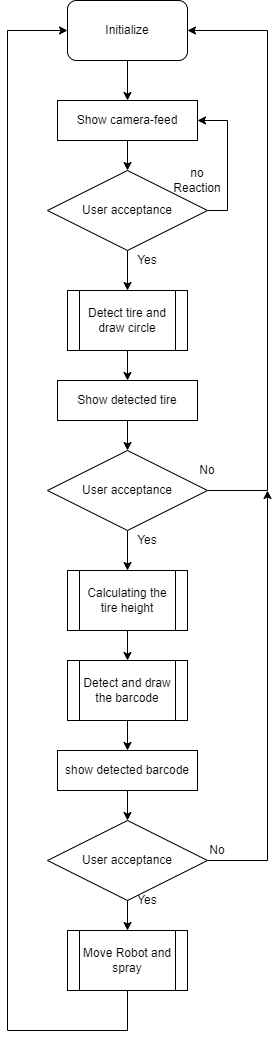 Initialize
Show camera-feed
no
Reaction
User acceptance
Yes
Detect tire and
draw circle
Show detected tire
No
User acceptance
Yes
Calculating the
tire height
Detect and draw
the barcode
show detected barcode
No
User acceptance
Yes
Move Robot and
spray